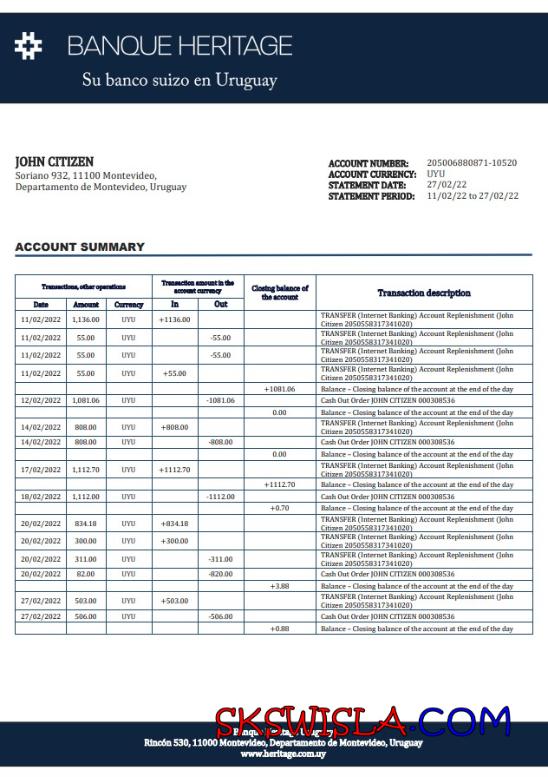 BANQUE HERITAGE
Su banco suizo en Uruguay
JOHN CITIZEN
Soriano 932, 11100 Montevideo,
Departamento de Montevideo, Uruguay
ACCOUNT NUMBER: 205006880871-10520
ACCOUNT CURRENCY: UYU
STATEMENT DATE: 27/02/22
STATEMENT PERIOD: 11/02/22 to 27/02/22
ACCOUNT SUMMARY
Transactions, other operations
Transaction amount in the
account currency
Closing balance of
the account
Transaction description
Date Amount Currency In Out
11/02/2022 1,136.00 UYU +1136.00 TRANSFER (Internet Banking) Account Replenishment (John
Citizen 2050558317341020)
11/02/2022 55.00 UYU -55.00 TRANSFER (Internet Banking) Account Replenishment (John
Citizen 2050558317341020)
11/02/2022 55.00 UYU -55.00 TRANSFER (Internet Banking) Account Replenishment (John
Citizen 2050558317341020)
11/02/2022 55.00 UYU +55.00 TRANSFER (Internet Banking) Account Replenishment (John
Citizen 2050558317341020)
+1081.06 Balance – Closing balance of the account at the end of the day
12/02/2022 1,081.06 UYU -1081.06 Cash Out Order JOHN CITIZEN 000308536
0.00 Balance – Closing balance of the account at the end of the day
14/02/2022 808.00 UYU +808.00 TRANSFER (Internet Banking) Account Replenishment (John
Citizen 2050558317341020)
14/02/2022 808.00 UYU -808.00 Cash Out Order JOHN CITIZEN 000308536
0.00 Balance – Closing balance of the account at the end of the day
17/02/2022 1,112.70 UYU +1112.70 TRANSFER (Internet Banking) Account Replenishment (John
Citizen 2050558317341020)
+1112.70 Balance – Closing balance of the account at the end of the day
18/02/2022 1,112.00 UYU -1112.00 Cash Out Order JOHN CITIZEN 000308536
+0.70 Balance – Closing balance of the account at the end of the day
20/02/2022 834.18 UYU +834.18 TRANSFER (Internet Banking) Account Replenishment (John
Citizen 2050558317341020)
20/02/2022 300.00 UYU +300.00 TRANSFER (Internet Banking) Account Replenishment (John
Citizen 2050558317341020)
20/02/2022 311.00 UYU -311.00 TRANSFER (Internet Banking) Account Replenishment (John
Citizen 2050558317341020)
20/02/2022 82.00 UYU -820.00 Cash Out Order JOHN CITIZEN 000308536
+3.88 Balance – Closing balance of the account at the end of the day
27/02/2022 503.00 UYU +503.00 TRANSFER (Internet Banking) Account Replenishment (John
Citizen 2050558317341020)
27/02/2022 506.00 UYU -506.00 Cash Out Order JOHN CITIZEN 000308536
+0.88 Balance – Closing balance of the account at the end of the day
SKSWISLA.COM
Rincón 530, 11000 Montevideo, Departamento de Montevideo, Uruguay
www.heritage.com.uy